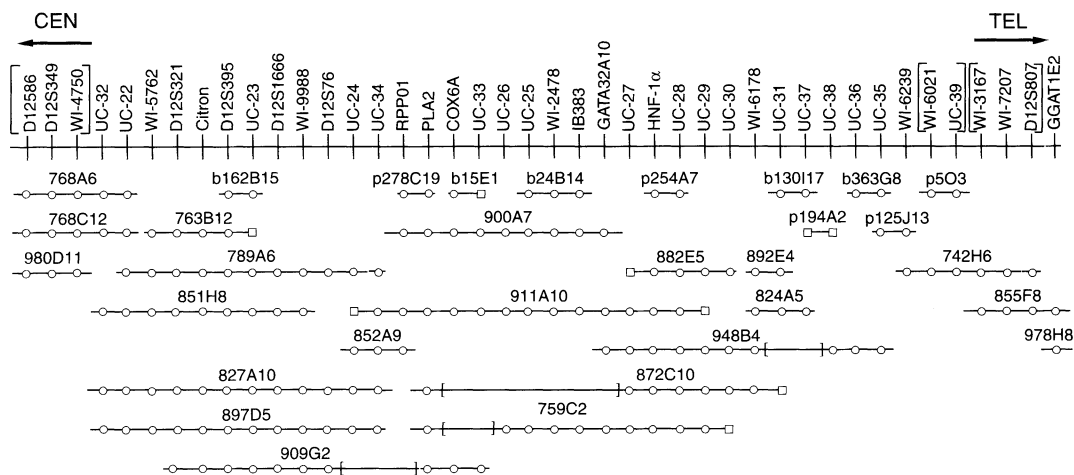 CEN
TEL
D12S86
D12S349
WI-4750
UC-32
UC-22
WI-5762
D12S321
Citron
D12S395
UC-23
D12S1666
WI-9988
D12S76
UC-24
UC-34
RPP01
PLA2
COX6A
UC-33
UC-26
UC-25
WI-2478
IB383
GATA32A10
UC-27
HNF-1α
UC-28
UC-29
UC-30
WI-6178
UC-31
UC-37
UC-38
UC-36
UC-35
WI-6239
WI-6021
UC-39
WI-3167
WI-7207
D12S807
GGAT1E2
768A6 b162B15 p278C19 b15E1 b24B14 p254A7 b130I17 b363G8 p5O3
768C12 763B12 900A7 p194A2 p125J13
980D11 789A6 882E5 892E4 742H6
851H8 911A10 824A5 855F8
852A9 948B4 978H8
827A10 872C10
897D5 759C2
909G2